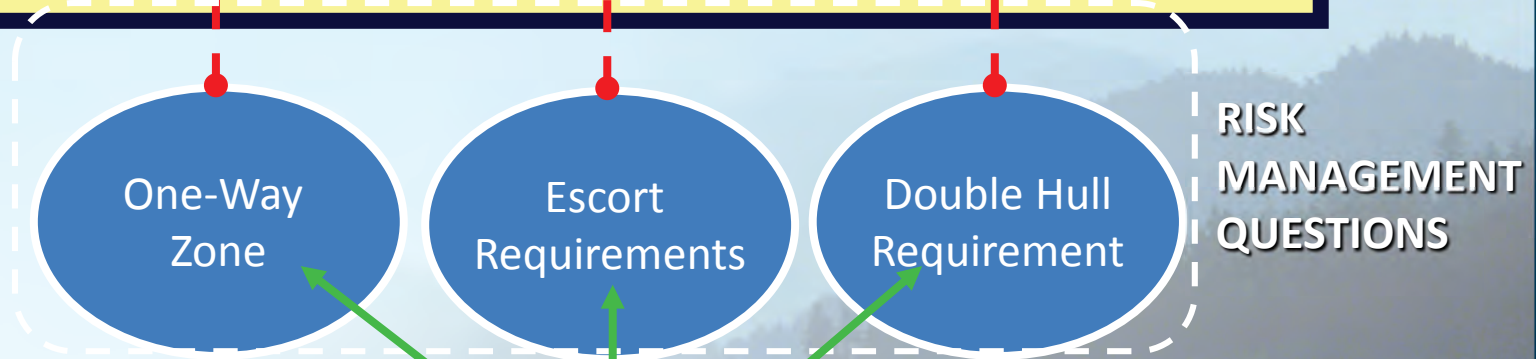 One-Way
Zone
Escort
Requirements
Double Hull
Requirement
RISK
MANAGEMENT
QUESTIONS